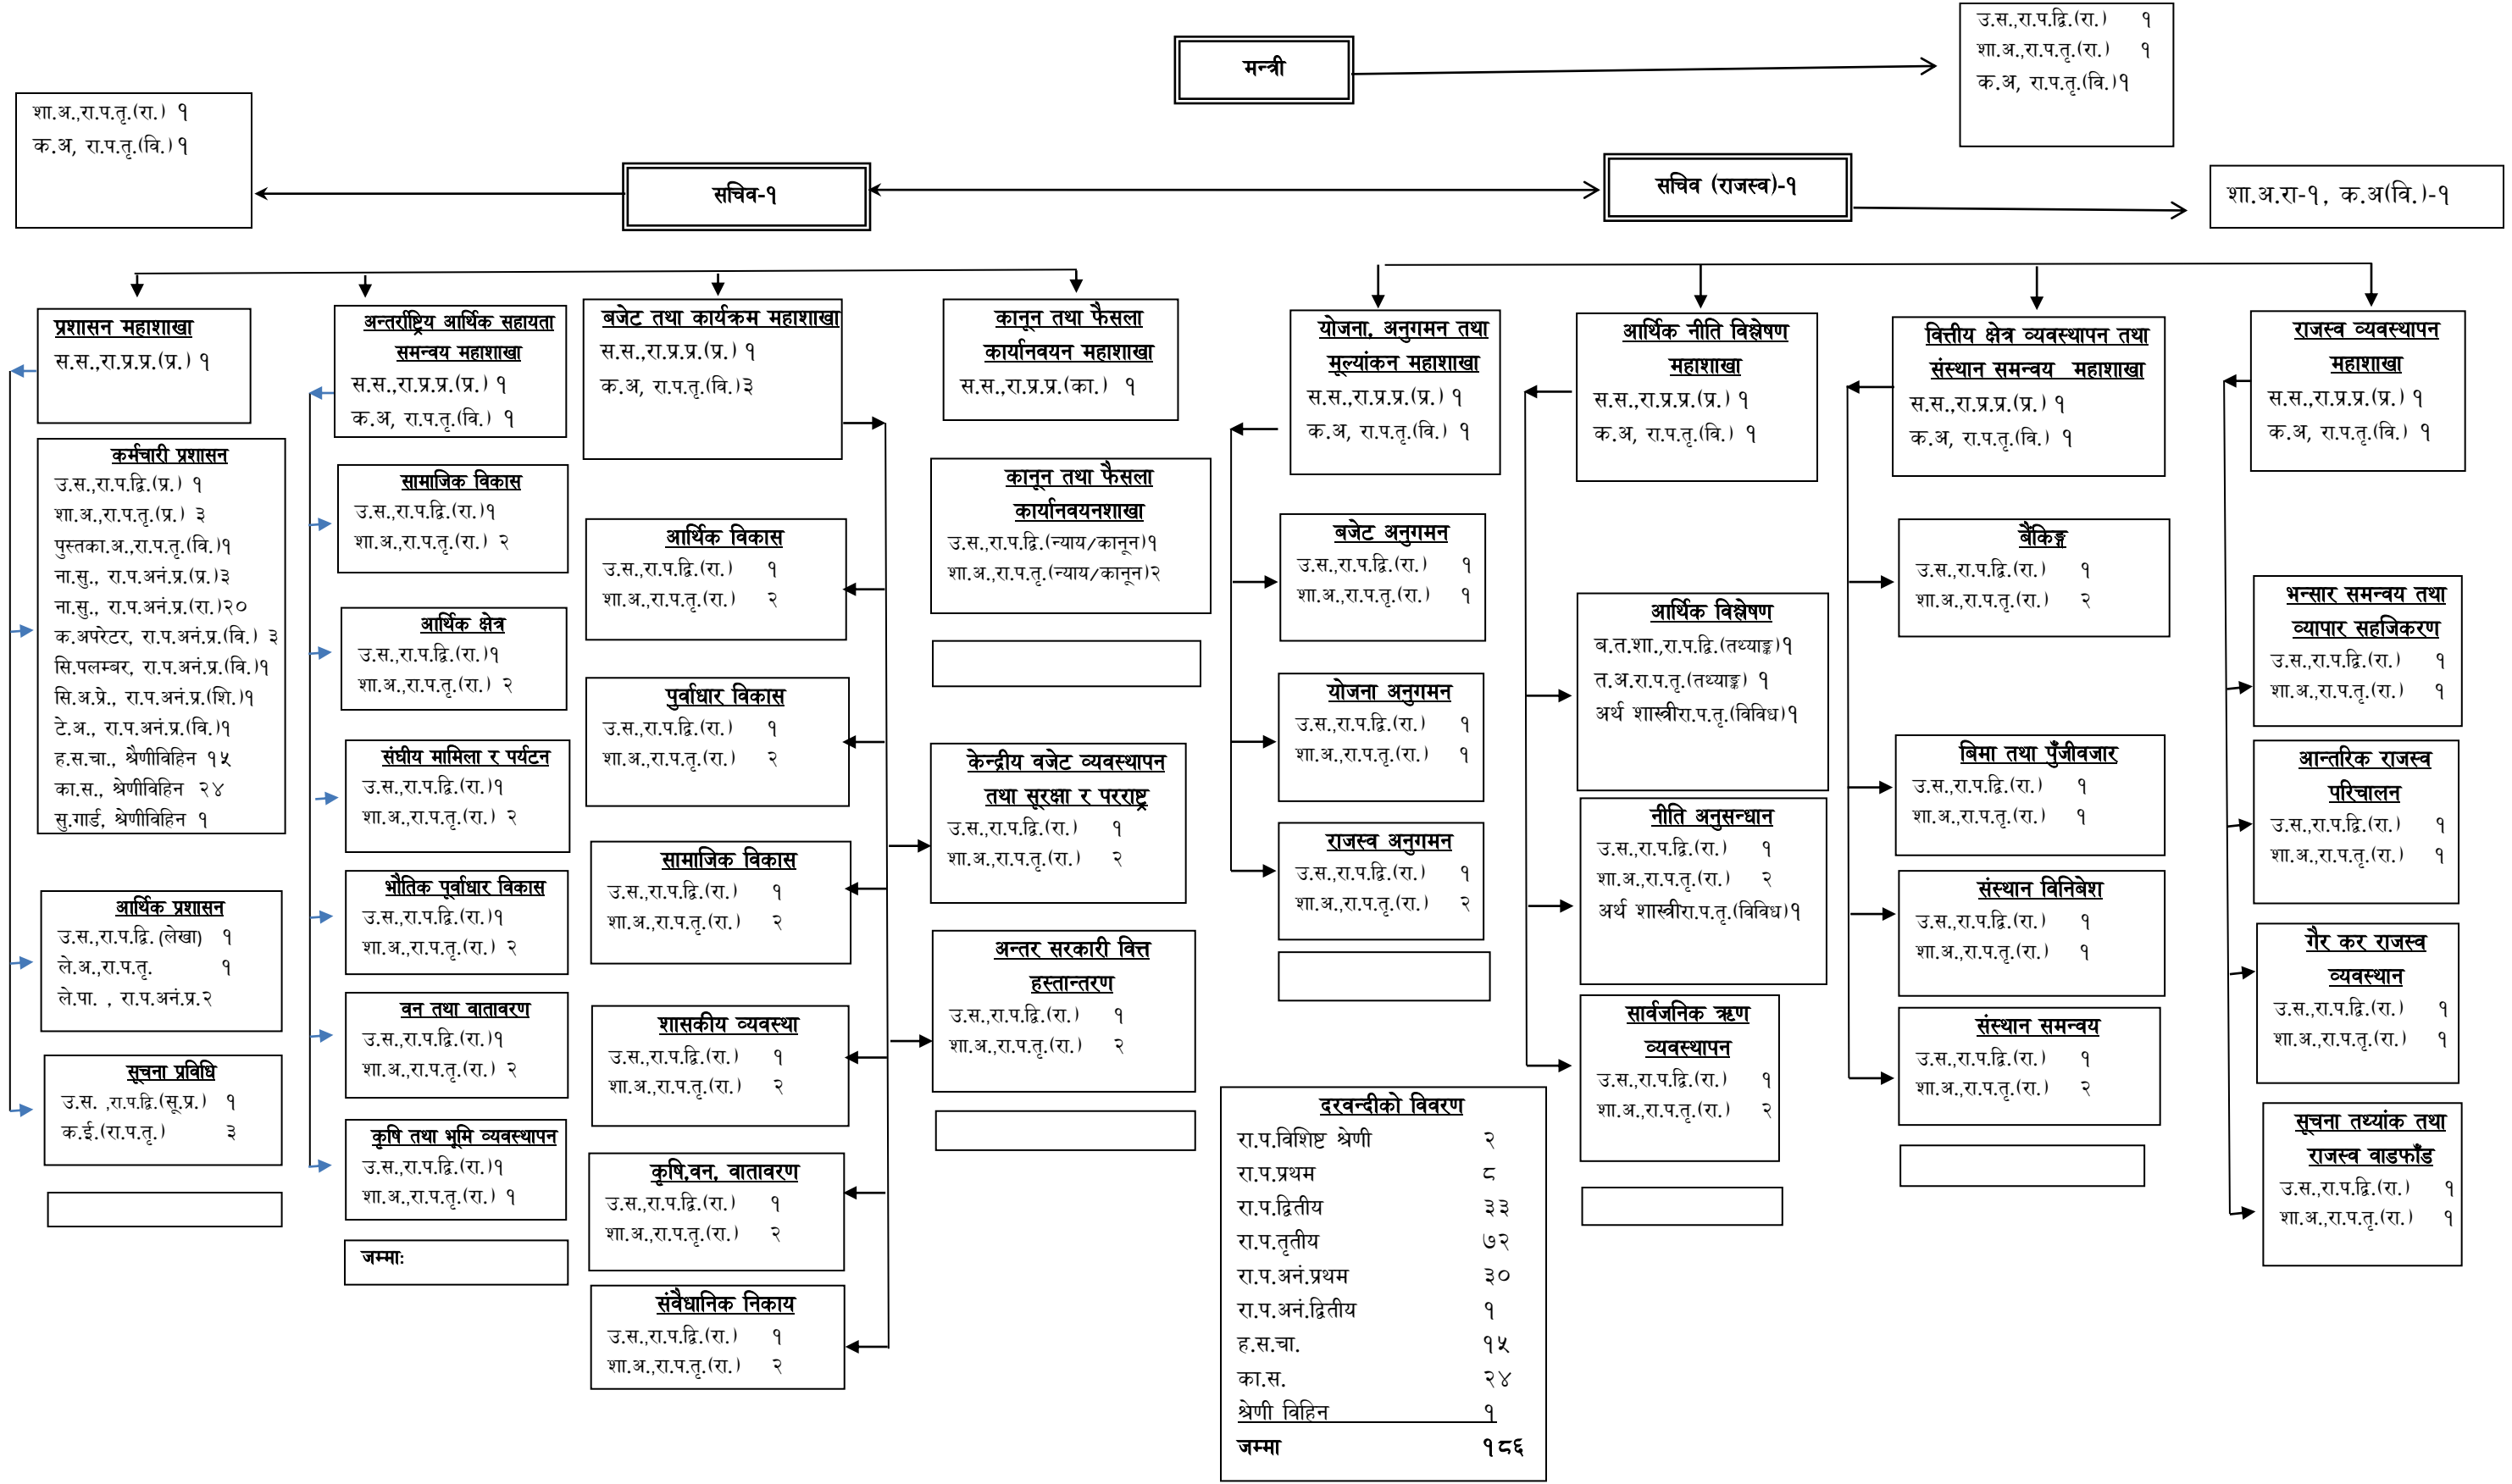 मन्त्री
उ.स.,रा.प.द्वि.(रा.) १
शा.अ.,रा.प.तृ.(रा.) १
क.अ, रा.प.तृ.(वि.)१
शा.अ.,रा.प.तृ.(रा.) १
क.अ, रा.प.तृ.(वि.)१
सचिव-१
सचिव (राजस्व)-१
शा.अ.रा-१, क.अ(वि.)-१
प्रशासन महाशाखा
स.स.,रा.प्र.प्र.(प्र.) १
कर्मचारी प्रशासन
उ.स.,रा.प.द्वि.(प्र.) १
शा.अ.,रा.प.तृ.(प्र.) ३
पुस्तका.अ.,रा.प.तृ.(वि.)१
ना.सु., रा.प.अनं.प्र.(प्र.)३
ना.सु., रा.प.अनं.प्र.(रा.)२०
क.अपरेटर, रा.प.अनं.प्र.(वि.) ३
सि.पलम्बर, रा.प.अनं.प्र.(वि.)१
सि.अ.प्रे., रा.प.अनं.प्र.(शि.)१
टे.अ., रा.प.अनं.प्र.(वि.)१
ह.स.चा., श्रैणीविहिन १५
का.स., श्रेणीविहिन २४
सु.गार्ड, श्रेणीविहिन १
आर्थिक प्रशासन
उ.स.,रा.प.द्वि.(लेखा) १
ले.अ.,रा.प.तृ. १
ले.पा. , रा.प.अनं.प्र.२
सूचना प्रविधि
उ.स. ,रा.प.द्वि.(सू.प्र.) १
क.ई.(रा.प.तृ.) ३
अन्तर्राष्ट्रिय आर्थिक सहायता
समन्वय महाशाखा
स.स.,रा.प्र.प्र.(प्र.) १
क.अ, रा.प.तृ.(वि.) १
सामाजिक विकास
उ.स.,रा.प.द्वि.(रा.)१
शा.अ.,रा.प.तृ.(रा.) २
आर्थिक क्षेत्र
उ.स.,रा.प.द्वि.(रा.)१
शा.अ.,रा.प.तृ.(रा.) २
संघीय मामिला र पर्यटन
उ.स.,रा.प.द्वि.(रा.)१
शा.अ.,रा.प.तृ.(रा.) २
भौतिक पूर्वाधार विकास
उ.स.,रा.प.द्वि.(रा.)१
शा.अ.,रा.प.तृ.(रा.) २
वन तथा वातावरण
उ.स.,रा.प.द्वि.(रा.)१
शा.अ.,रा.प.तृ.(रा.) २
कृषि तथा भूमि व्यवस्थापन
उ.स.,रा.प.द्वि.(रा.)१
शा.अ.,रा.प.तृ.(रा.) १
जम्माः
बजेट तथा कार्यक्रम महाशाखा
स.स.,रा.प्र.प्र.(प्र.) १
क.अ, रा.प.तृ.(वि.)३
आर्थिक विकास
उ.स.,रा.प.द्वि.(रा.) १
शा.अ.,रा.प.तृ.(रा.) २
पुर्वाधार विकास
उ.स.,रा.प.द्वि.(रा.) १
शा.अ.,रा.प.तृ.(रा.) २
सामाजिक विकास
उ.स.,रा.प.द्वि.(रा.) १
शा.अ.,रा.प.तृ.(रा.) २
शासकीय व्यवस्था
उ.स.,रा.प.द्वि.(रा.) १
शा.अ.,रा.प.तृ.(रा.) २
कृषि,वन, वातावरण
उ.स.,रा.प.द्वि.(रा.) १
शा.अ.,रा.प.तृ.(रा.) २
संवैधानिक निकाय
उ.स.,रा.प.द्वि.(रा.) १
शा.अ.,रा.प.तृ.(रा.) २
कानून तथा फैसला
कार्यानवयन महाशाखा
स.स.,रा.प्र.प्र.(का.) १
कानून तथा फैसला
कार्यानवयनशाखा
उ.स.,रा.प.द्वि.(न्याय/कानून)१
शा.अ.,रा.प.तृ.(न्याय/कानून)२
केन्द्रीय वजेट व्यवस्थापन
तथा सूरक्षा र परराष्ट्र
उ.स.,रा.प.द्वि.(रा.) १
शा.अ.,रा.प.तृ.(रा.) २
अन्तर सरकारी वित्त
हस्तान्तरण
उ.स.,रा.प.द्वि.(रा.) १
शा.अ.,रा.प.तृ.(रा.) २
योजना, अनुगमन तथा
मूल्यांकन महाशाखा
स.स.,रा.प्र.प्र.(प्र.) १
क.अ, रा.प.तृ.(वि.) १
बजेट अनुगमन
उ.स.,रा.प.द्वि.(रा.) १
शा.अ.,रा.प.तृ.(रा.) १
योजना अनुगमन
उ.स.,रा.प.द्वि.(रा.) १
शा.अ.,रा.प.तृ.(रा.) १
राजस्व अनुगमन
उ.स.,रा.प.द्वि.(रा.) १
शा.अ.,रा.प.तृ.(रा.) २
दरवन्दीको विवरण
रा.प.विशिष्ट श्रेणी २
रा.प.प्रथम ८
रा.प.द्वितीय ३३
रा.प.तृतीय ७२
रा.प.अनं.प्रथम ३०
रा.प.अनं.द्वितीय १
ह.स.चा. १५
का.स. २४
श्रेणी विहिन १
जम्मा १८६
आर्थिक नीति विश्लेषण
महाशाखा
स.स.,रा.प्र.प्र.(प्र.) १
क.अ, रा.प.तृ.(वि.) १
आर्थिक विश्लेषण
ब.त.शा.,रा.प.द्वि.(तथ्याङ्क)१
त.अ.रा.प.तृ.(तथ्याङ्क) १
अर्थ शास्त्रीरा.प.तृ.(विविध)१
नीति अनुसन्धान
उ.स.,रा.प.द्वि.(रा.) १
शा.अ.,रा.प.तृ.(रा.) २
अर्थ शास्त्रीरा.प.तृ.(विविध)१
सार्वजनिक ऋण
व्यवस्थापन
उ.स.,रा.प.द्वि.(रा.) १
शा.अ.,रा.प.तृ.(रा.) २
वित्तीय क्षेत्र व्यवस्थापन तथा
संस्थान समन्वय महाशाखा
स.स.,रा.प्र.प्र.(प्र.) १
क.अ, रा.प.तृ.(वि.) १
बैंकिङ्ग
उ.स.,रा.प.द्वि.(रा.) १
शा.अ.,रा.प.तृ.(रा.) २
बिमा तथा पुँजीवजार
उ.स.,रा.प.द्वि.(रा.) १
शा.अ.,रा.प.तृ.(रा.) १
संस्थान विनिबेश
उ.स.,रा.प.द्वि.(रा.) १
शा.अ.,रा.प.तृ.(रा.) १
संस्थान समन्वय
उ.स.,रा.प.द्वि.(रा.) १
शा.अ.,रा.प.तृ.(रा.) २
राजस्व व्यवस्थापन
महाशाखा
स.स.,रा.प्र.प्र.(प्र.) १
क.अ, रा.प.तृ.(वि.) १
भन्सार समन्वय तथा
व्यापार सहजिकरण
उ.स.,रा.प.द्वि.(रा.) १
शा.अ.,रा.प.तृ.(रा.) १
आन्तरिक राजस्व
परिचालन
उ.स.,रा.प.द्वि.(रा.) १
शा.अ.,रा.प.तृ.(रा.) १
गैर कर राजस्व
व्यवस्थान
उ.स.,रा.प.द्वि.(रा.) १
शा.अ.,रा.प.तृ.(रा.) १
सूचना तथ्यांक तथा
राजस्व वाडफाँड
उ.स.,रा.प.द्वि.(रा.) १
शा.अ.,रा.प.तृ.(रा.) १